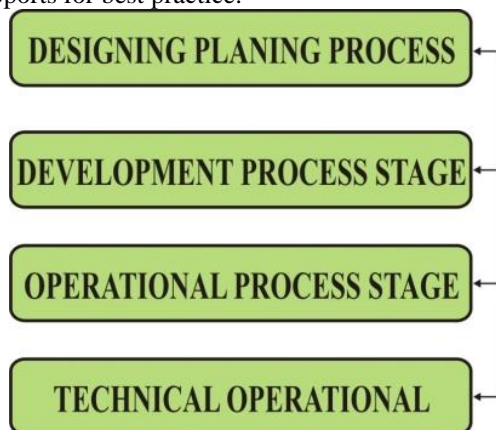 ports for best practice.
DESIGNING PLANING PROCESS
DEVELOPMENT PROCESS STAGE
OPERATIONAL PROCESS STAGE
TECHNICAL OPERATIONAL